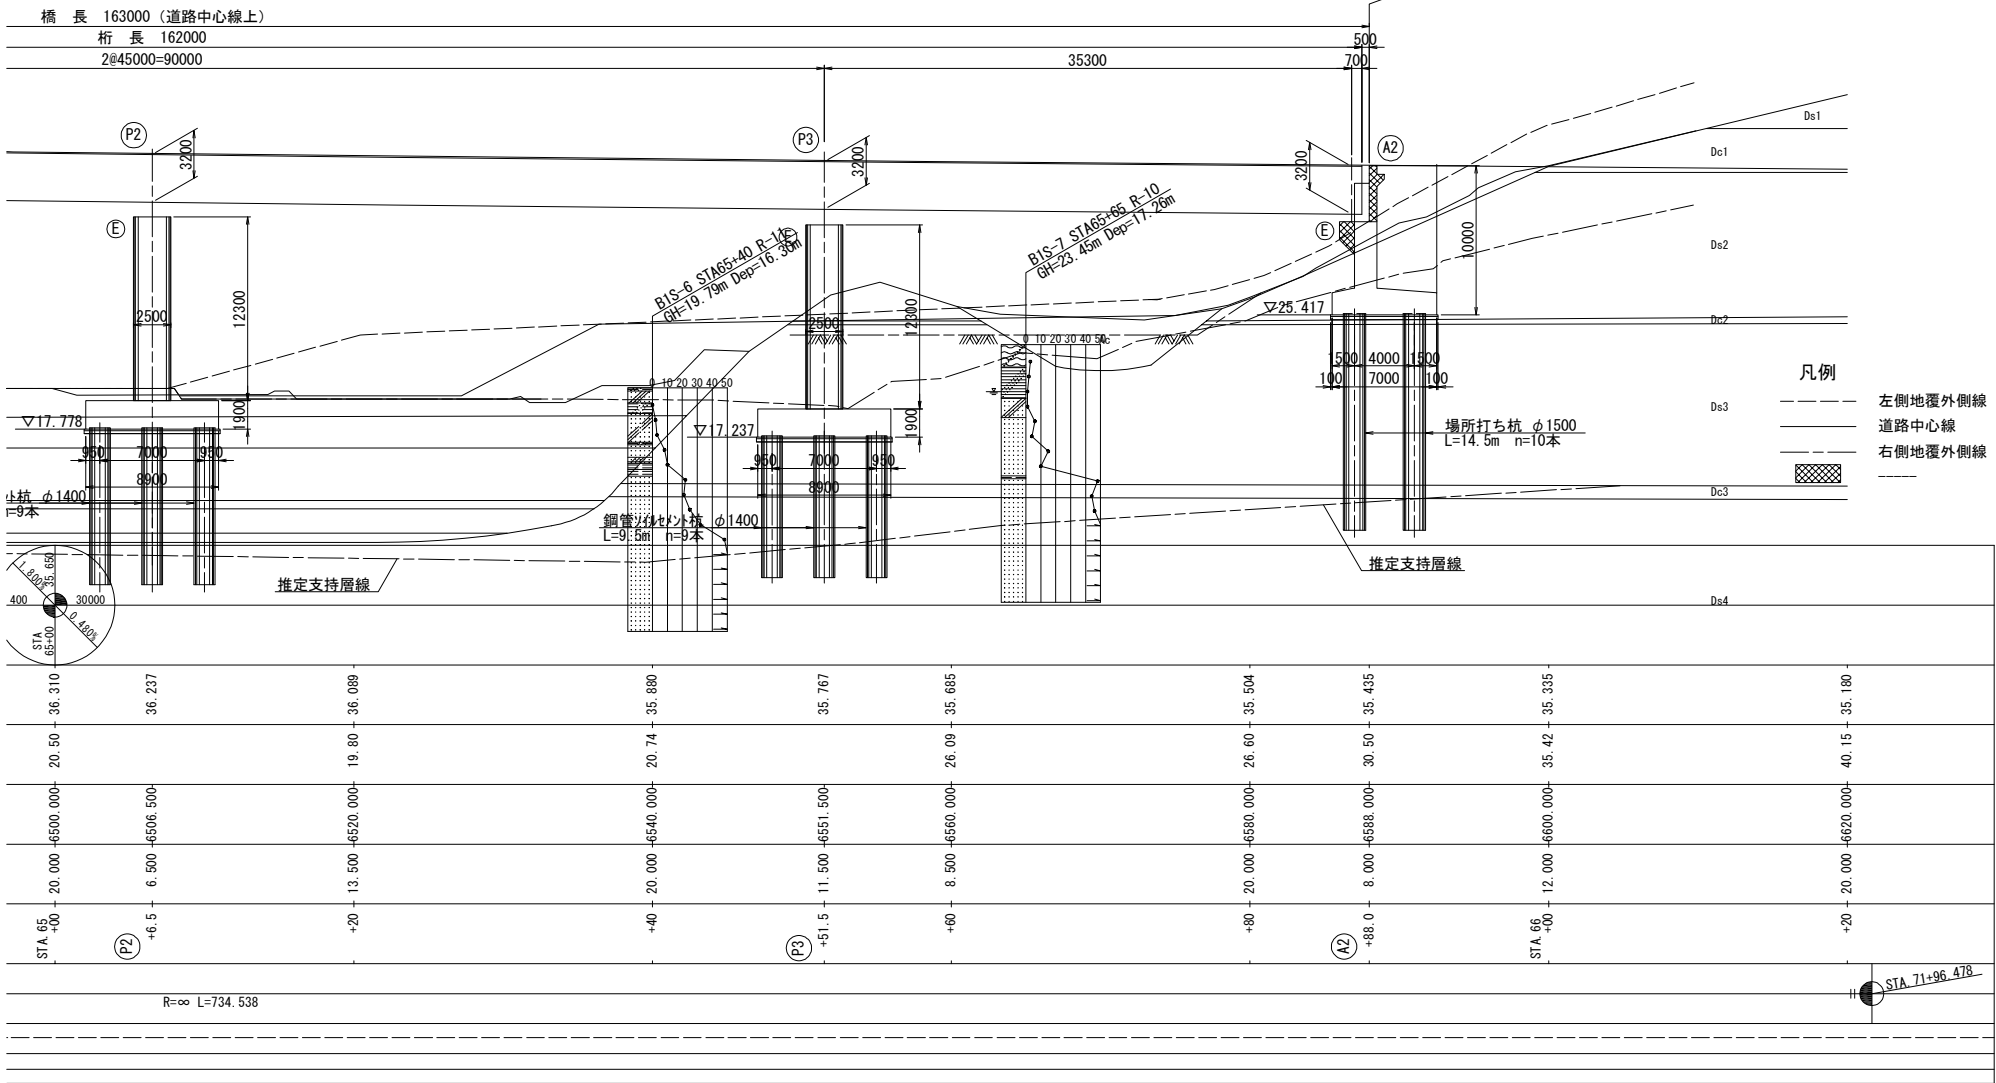 橋 長 163000 (道路中心線上)
桁 長 162000
500
2@45000=90000
35300
700
P2
3200
P3
3200
3200
A2
Ds1
Dc1
E
B1S-6 STA65+40 R-11
GH=19.79m Dep=16.30m
E
B1S-7 STA65+65 R-10
GH=23.45m Dep=17.26m
E
10000
Ds2
12300
2500
12300
2500
▽25.417
Dc2
0 10 20 30 40 50
1500 4000 1500
100 7000 100
凡例
左側地覆外側線
道路中心線
右側地覆外側線
-----
0 10 20 30 40 50
▽17.778
1900
▽17.237
1900
Ds3
場所打ち杭 φ1500
L=14.5m n=10本
950 7000 950
8900
950 7000 950
8900
杭 φ1400
n=9本
鋼管ソイルセメント杭 φ1400
L=9.5m n=9本
Dc3
推定支持層線
推定支持層線
1.800%
35.650
400
30000
0.480%
STA
65+00
Ds4
36.310 36.237 36.089 35.880 35.767 35.685 35.504 35.435 35.335 35.180
20.50 19.80 20.74 26.09 26.60 30.50 35.42 40.15
6500.000 6506.500 6520.000 6540.000 6551.500 6560.000 6580.000 6588.000 6600.000 6620.000
20.000 6.500 13.500 20.000 11.500 8.500 20.000 8.000 12.000 20.000
STA.65
+00 +6.5 +20 +40 +51.5 +60 +80 +88.0
STA.66
+00 +20
P2
P3
A2
R=∞ L=734.538
STA.71+96.478